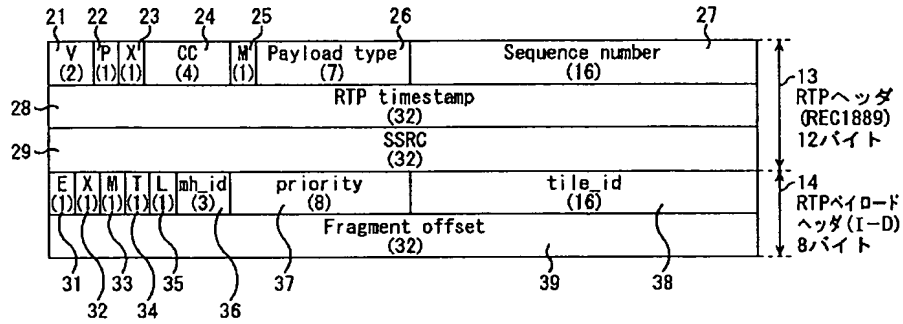 21 22 23 24 25 26 27
V P X CC M Payload type Sequence number
(2) (1) (1) (4) (1) (7) (16)
13
RTPヘッダ
(REC1889)
12バイト
28
RTP timestamp
(32)
29
SSRC
(32)
E X M T L mh_id priority tile_id
(1) (1) (1) (1) (1) (3) (8) (16)
14
RTPペイロード
ヘッダ(I-D)
8バイト
Fragment offset
(32)
31 32 33 34 35 36 37 39 38